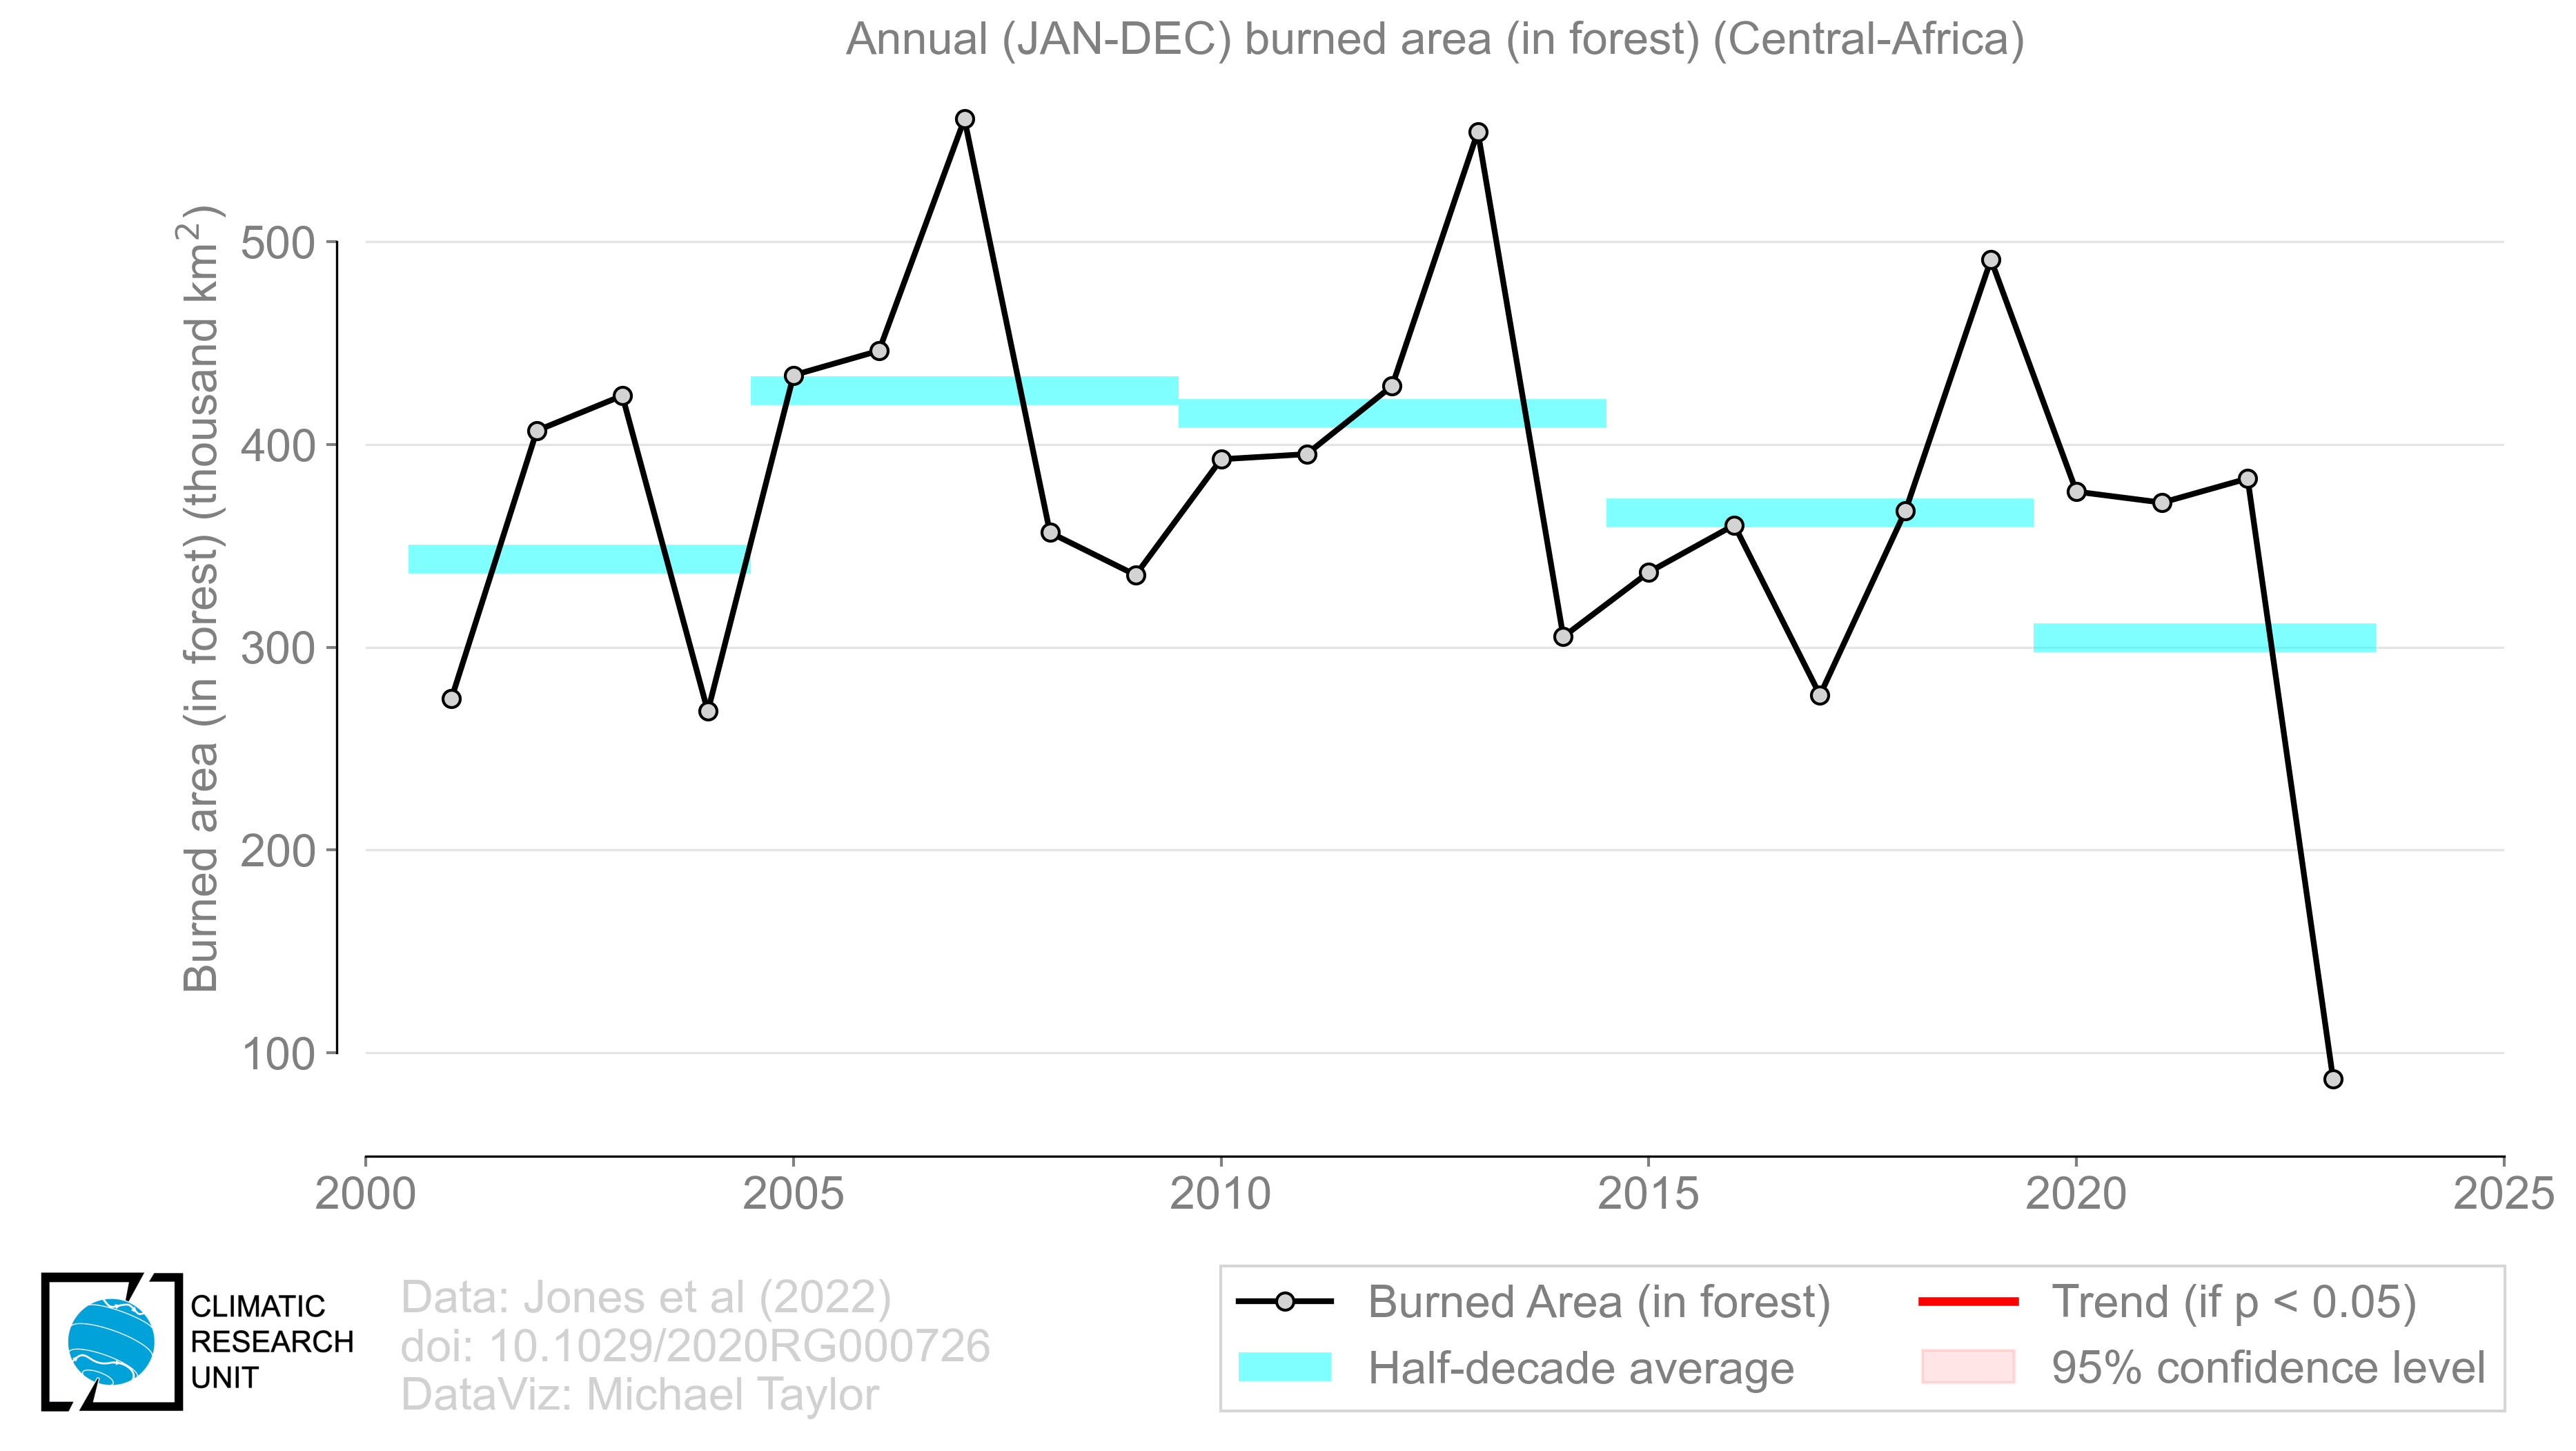 Annual (JAN-DEC) burned area (in forest) (Central-Africa)
Burned area (in forest) (thousand km²)
500
400
300
200
100
2000
2005
2010
2015
2020
2025
CLIMATIC
RESEARCH
UNIT
Data: Jones et al (2022)
doi: 10.1029/2020RG000726
DataViz: Michael Taylor
Burned Area (in forest)
Half-decade average
Trend (if p < 0.05)
95% confidence level